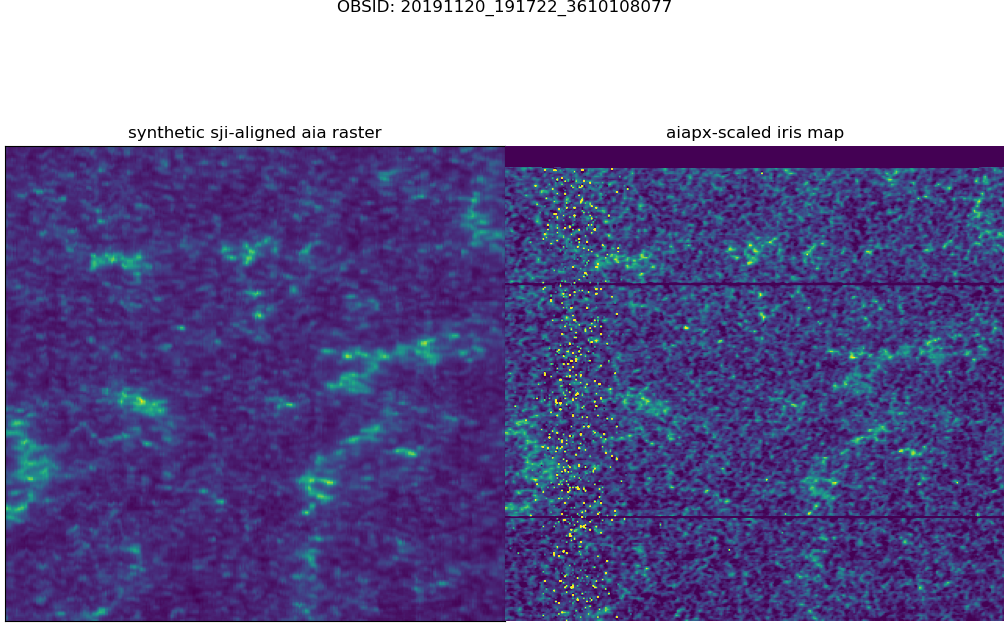 OBSID: 20191120_191722_3610108077
synthetic sji-aligned aia raster
aiapx-scaled iris map